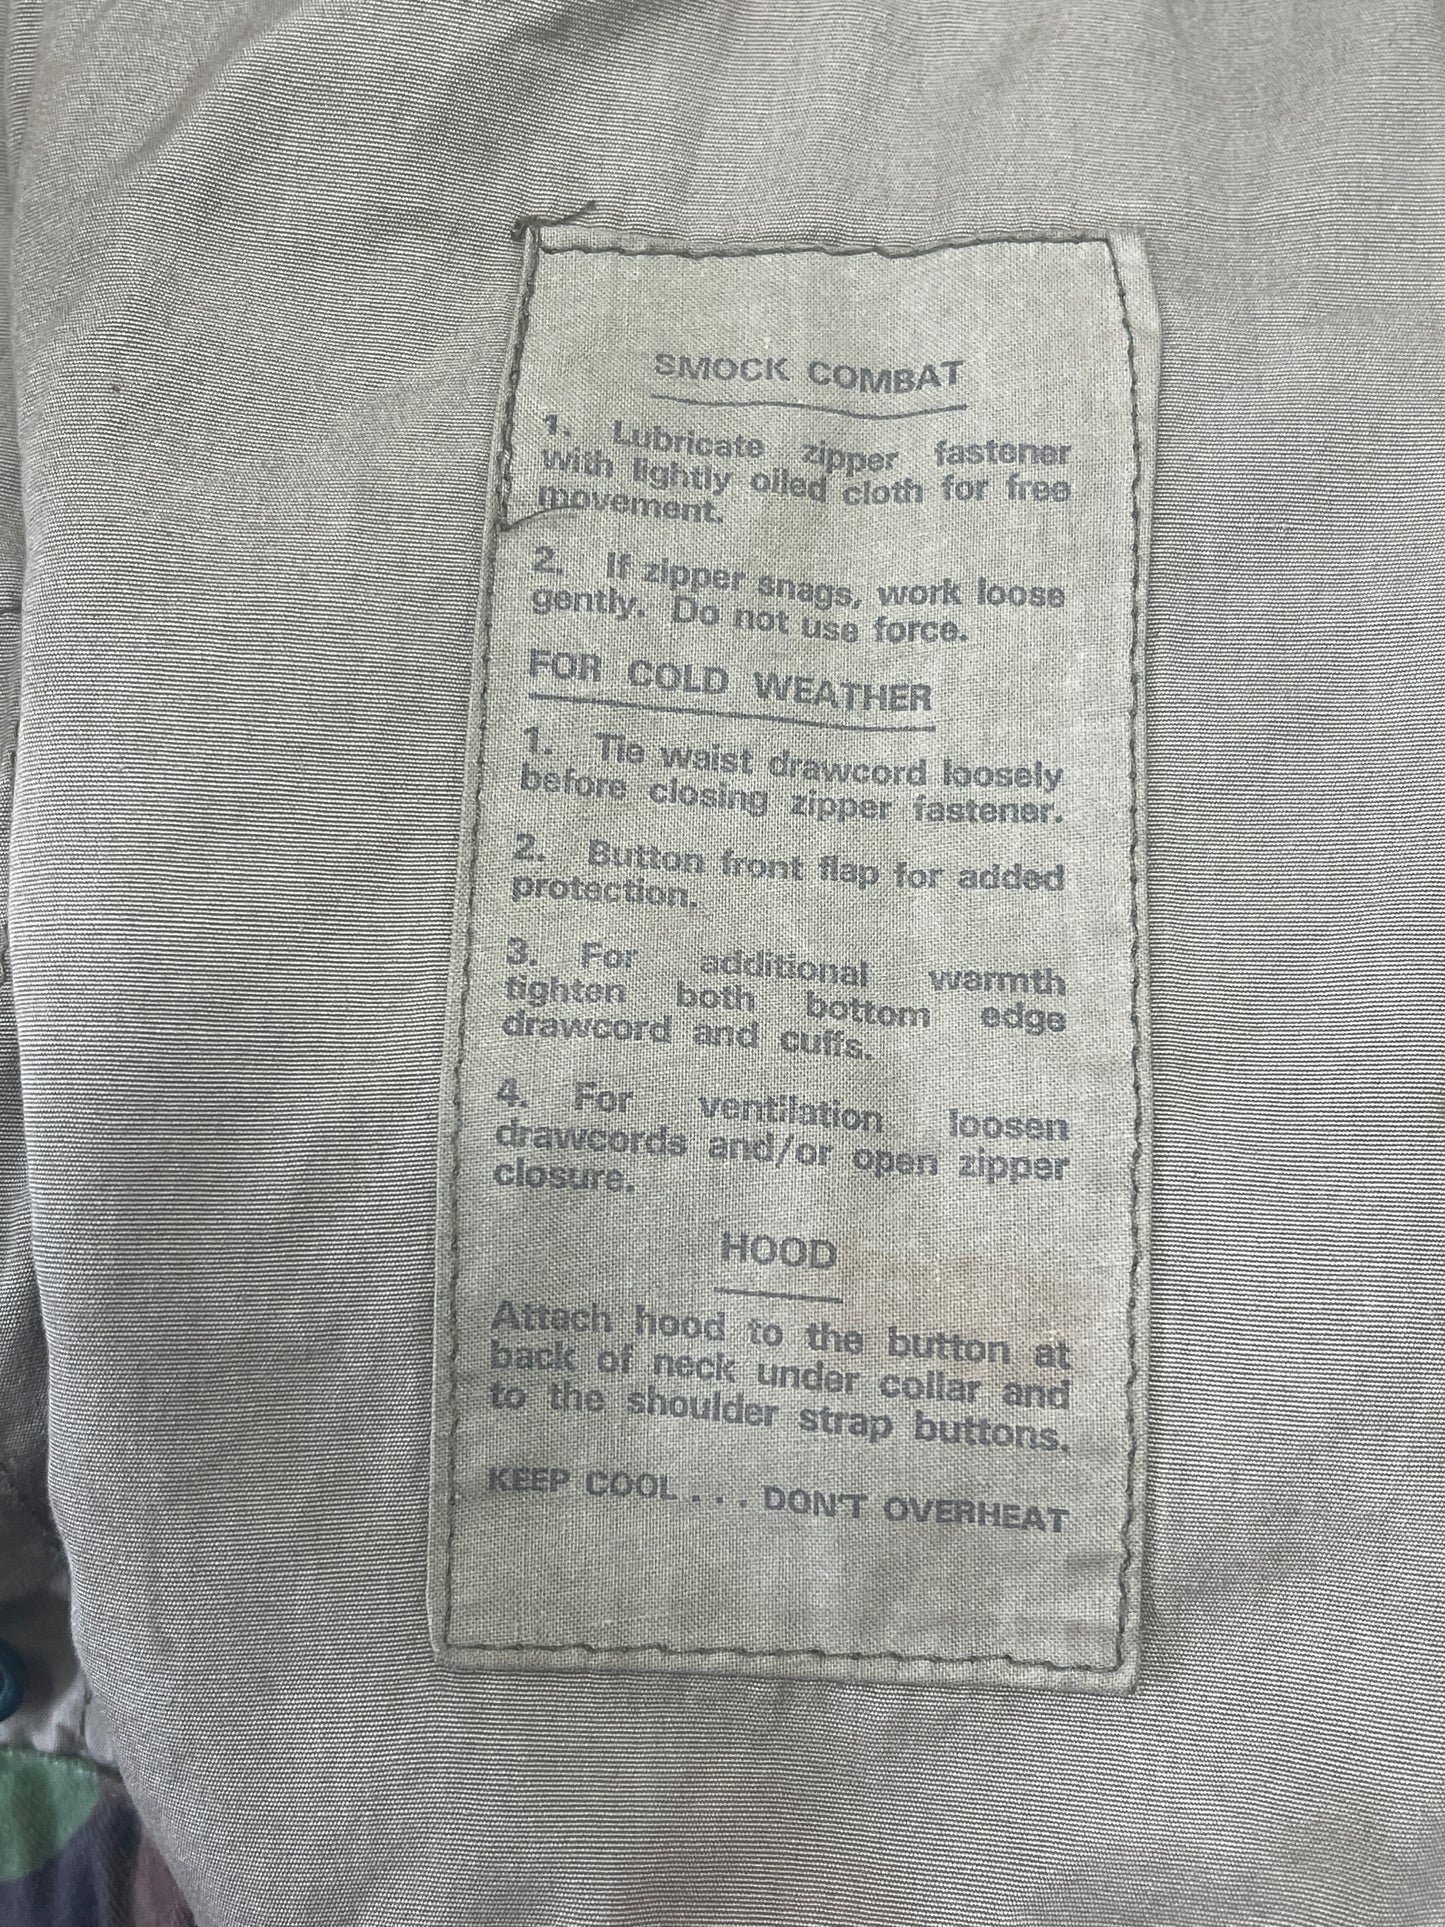 SMOCK COMBAT
1. Lubricate zipper fastener
with lightly oiled cloth for free
movement.
2. If zipper snags, work loose
gently. Do not use force.
FOR COLD WEATHER
1. Tie waist drawcord loosely
before closing zipper fastener.
2. Button front flap for added
protection.
3. For additional warmth
tighten both bottom edge
drawcord and cuffs.
4. For ventilation loosen
drawcords and/or open zipper
closure.
HOOD
Attach hood to the button at
back of neck under collar and
to the shoulder strap buttons.
KEEP COOL . . . DON'T OVERHEAT